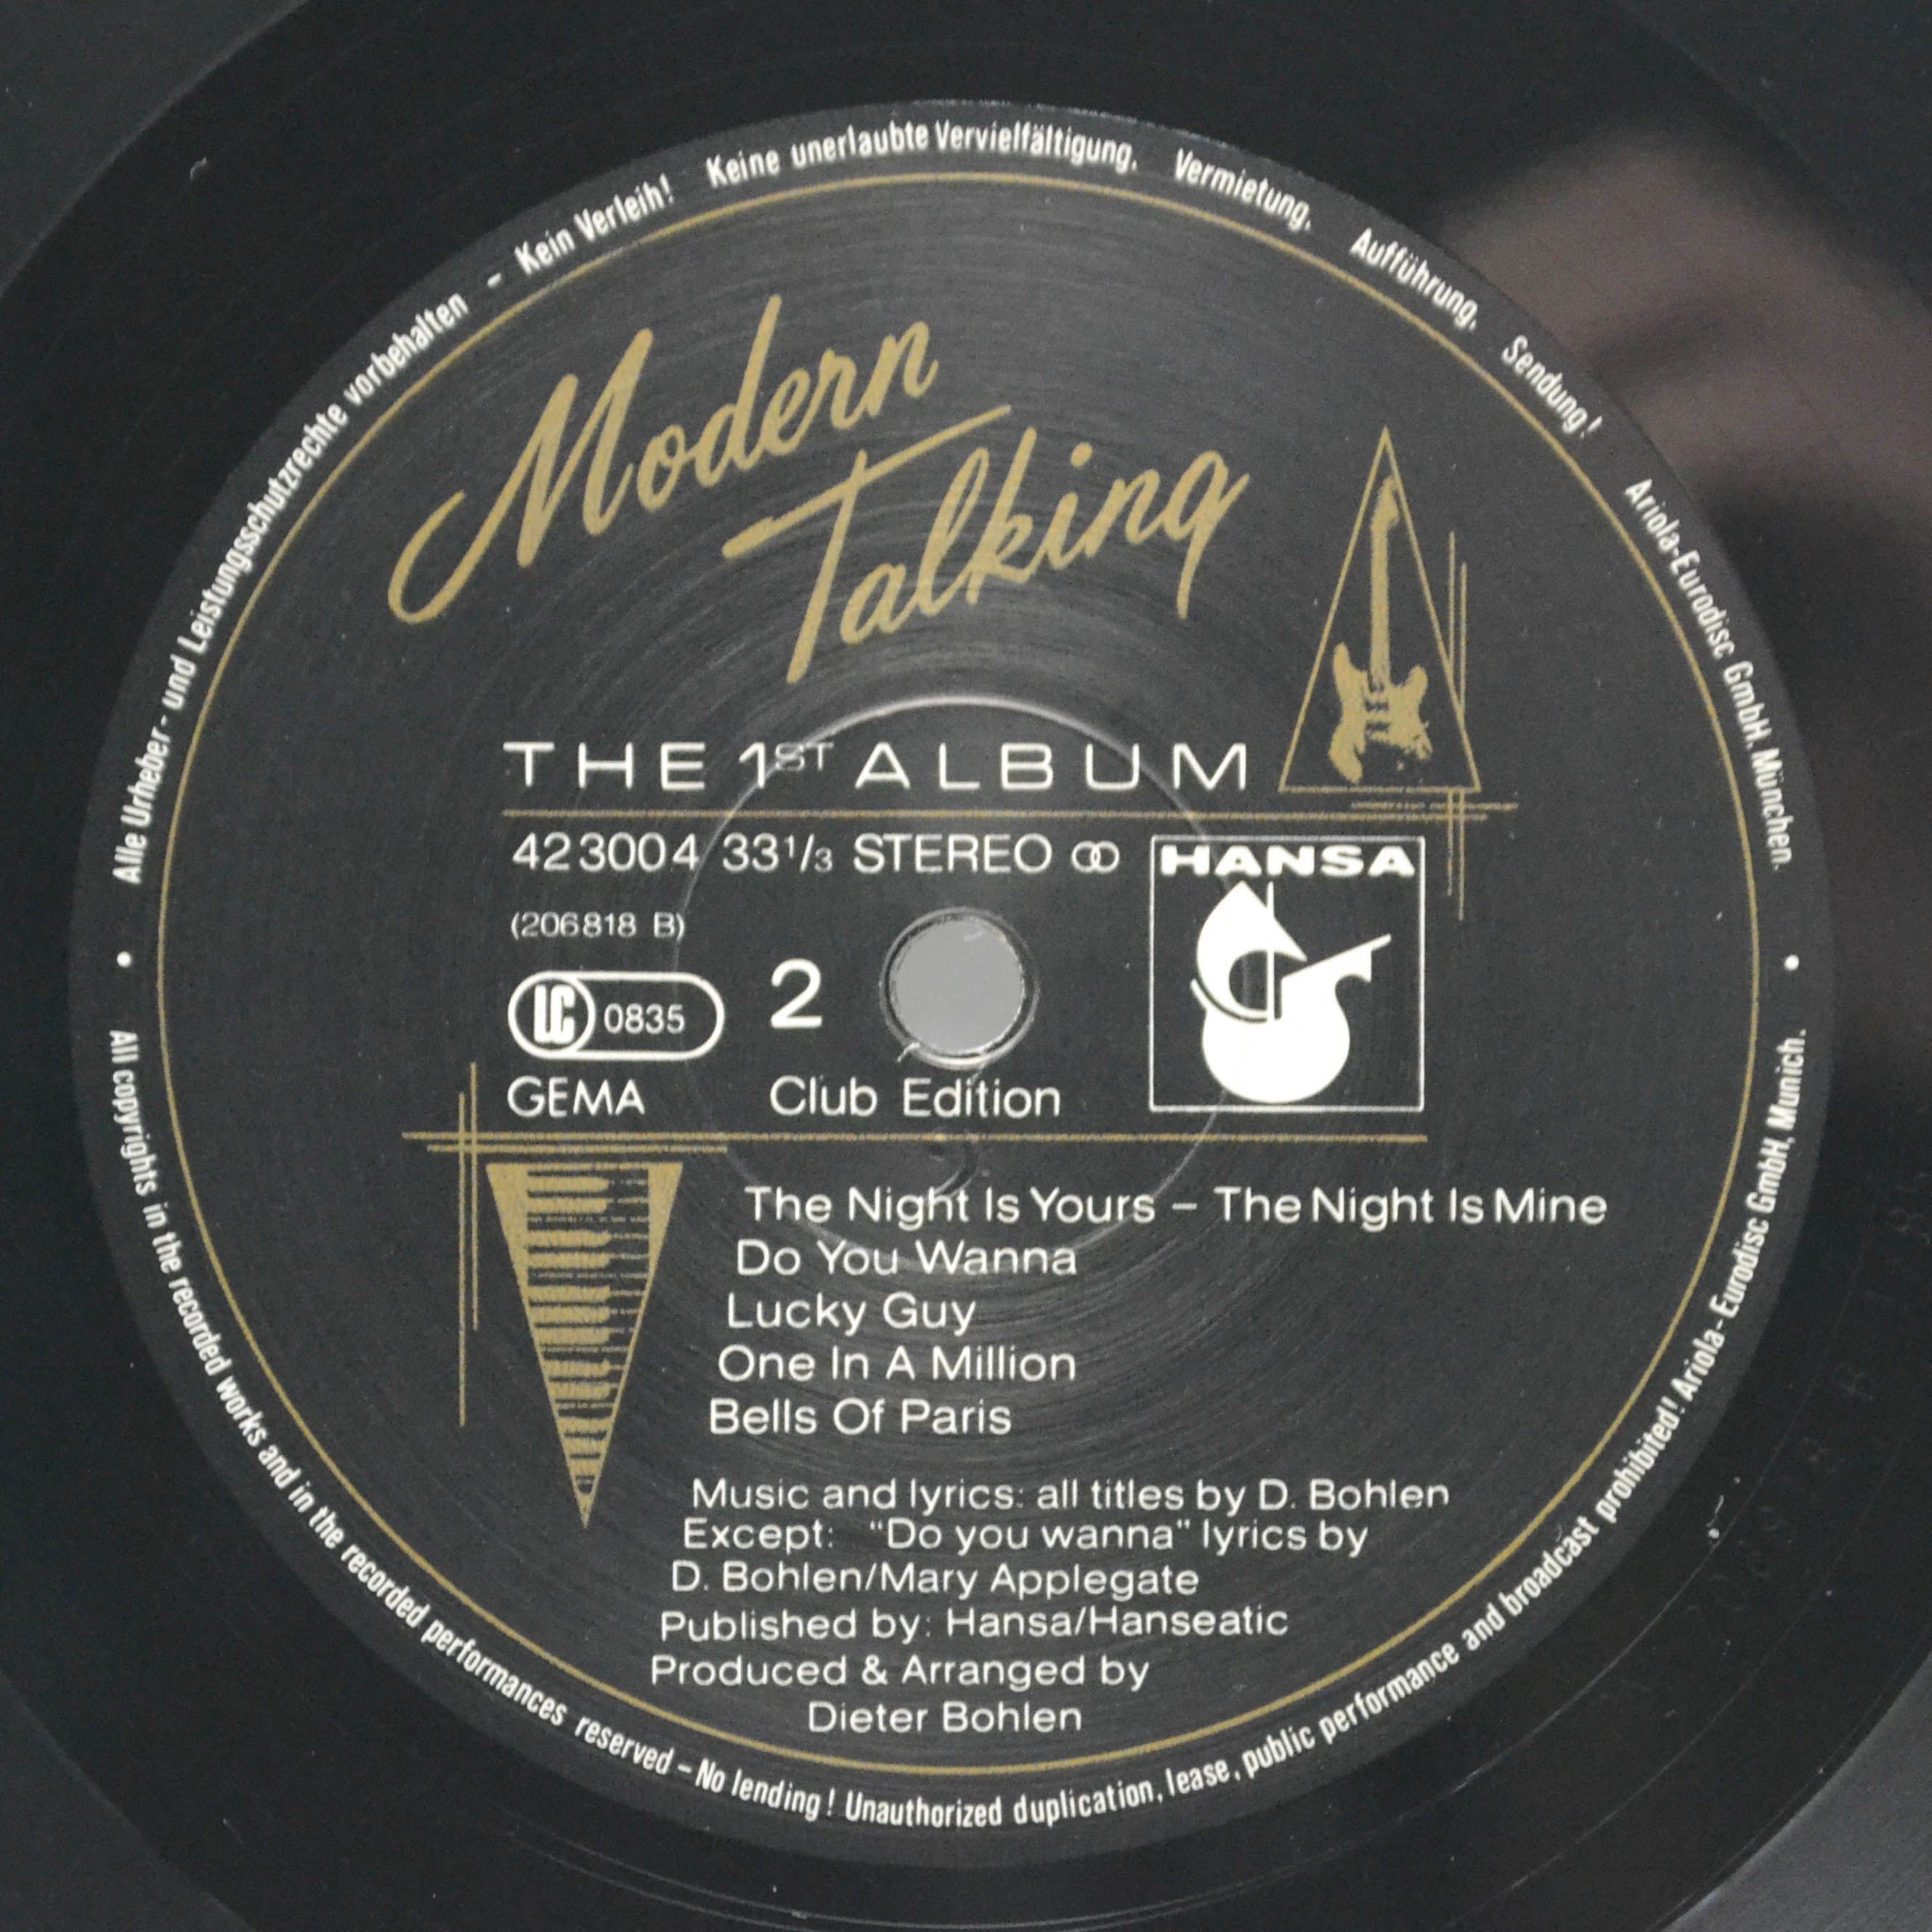 Alle Urheber- und Leistungsschutzrechte vorbehalten - Kein Verleih! Keine unerlaubte Vervielfältigung, Vermietung, Aufführung, Sendung! Ariola-Eurodisc GmbH, München.
Modern
Talking
THE 1ST ALBUM
423004 33 1/3 STEREO
HANSA
(206818 B)
LC 0835
2
GEMA
Club Edition
The Night Is Yours – The Night Is Mine
Do You Wanna
Lucky Guy
One In A Million
Bells Of Paris
Music and lyrics: all titles by D. Bohlen
Except: "Do you wanna" lyrics by
D. Bohlen/Mary Applegate
Published by: Hansa/Hanseatic
Produced & Arranged by
Dieter Bohlen
All copyrights in the recorded works and in the recorded performances reserved – No lending! Unauthorized duplication, lease, public performance and broadcast prohibited! Ariola-Eurodisc GmbH, Munich.